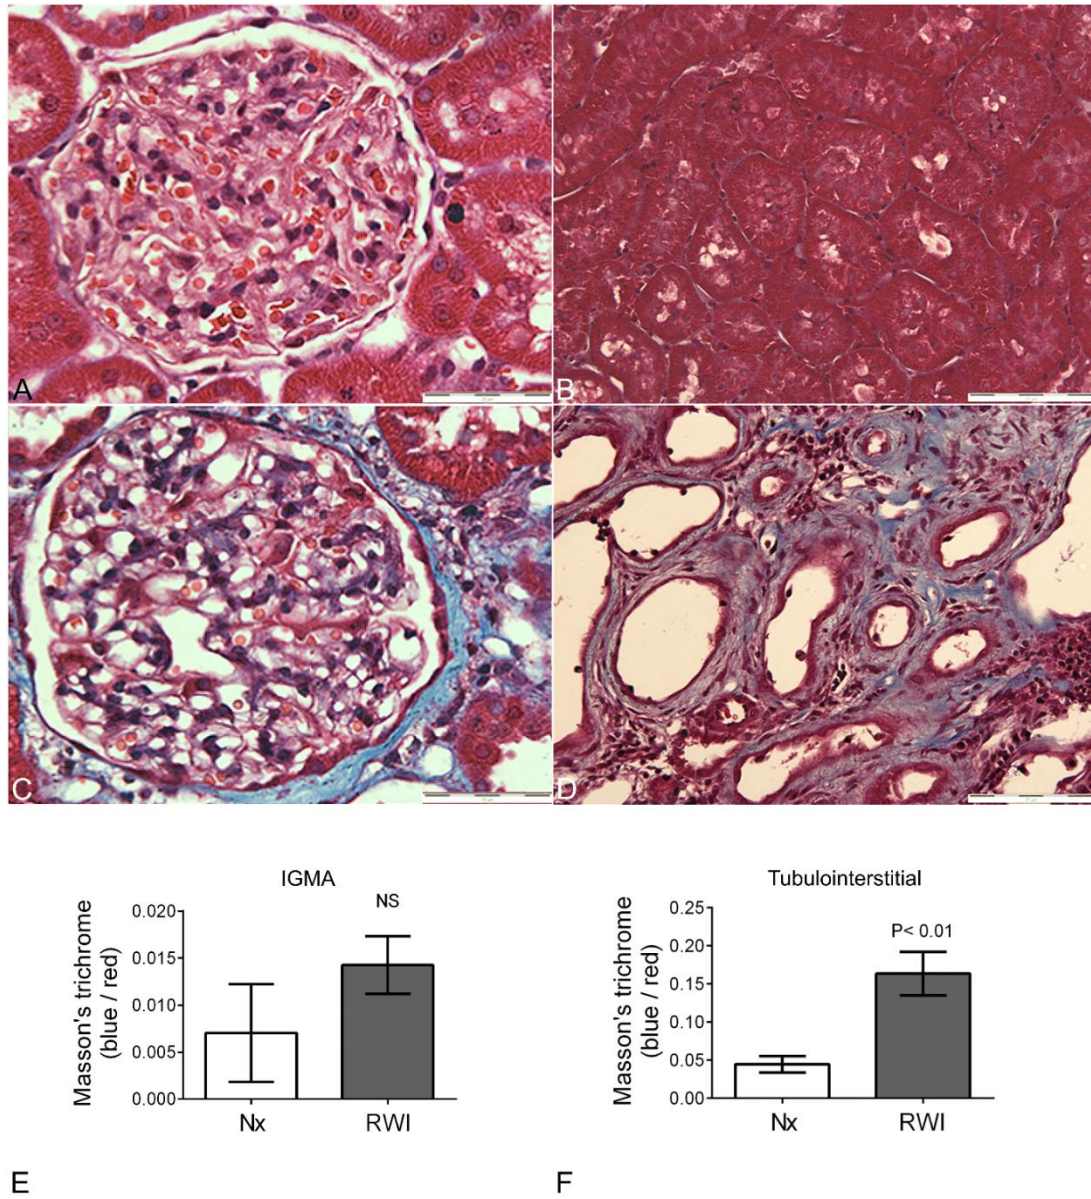 A
B
C
D
IGMA
Masson's trichrome
(blue / red)
0.020
0.015
0.010
0.005
0.000
NS
Nx
RWI
E
Tubulointerstitial
Masson's trichrome
(blue / red)
0.25
0.20
0.15
0.10
0.05
0.00
P< 0.01
Nx
RWI
F